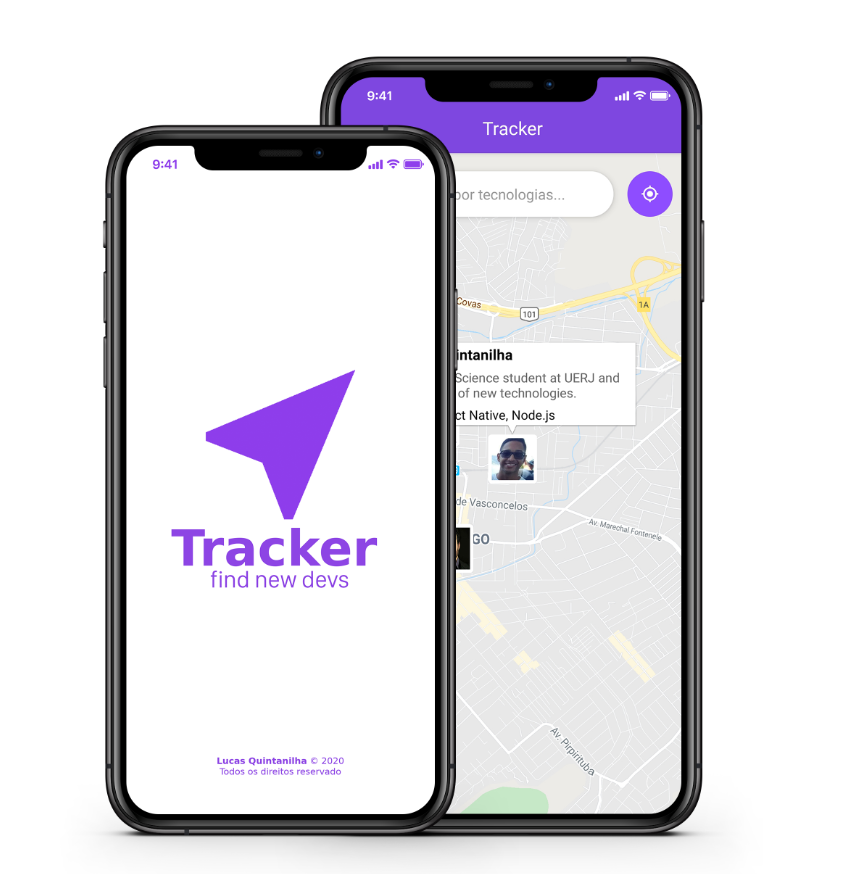 9:41
Tracker
find new devs
Lucas Quintanilha © 2020
Todos os direitos reservado
9:41
Tracker
por tecnologias...
Covas
101
1A
intanilha
Science student at UERJ and
of new technologies.
ct Native, Node.js
de Vasconcelos
GO
Av. Marechal Fontenele
Av. Pirpirituba